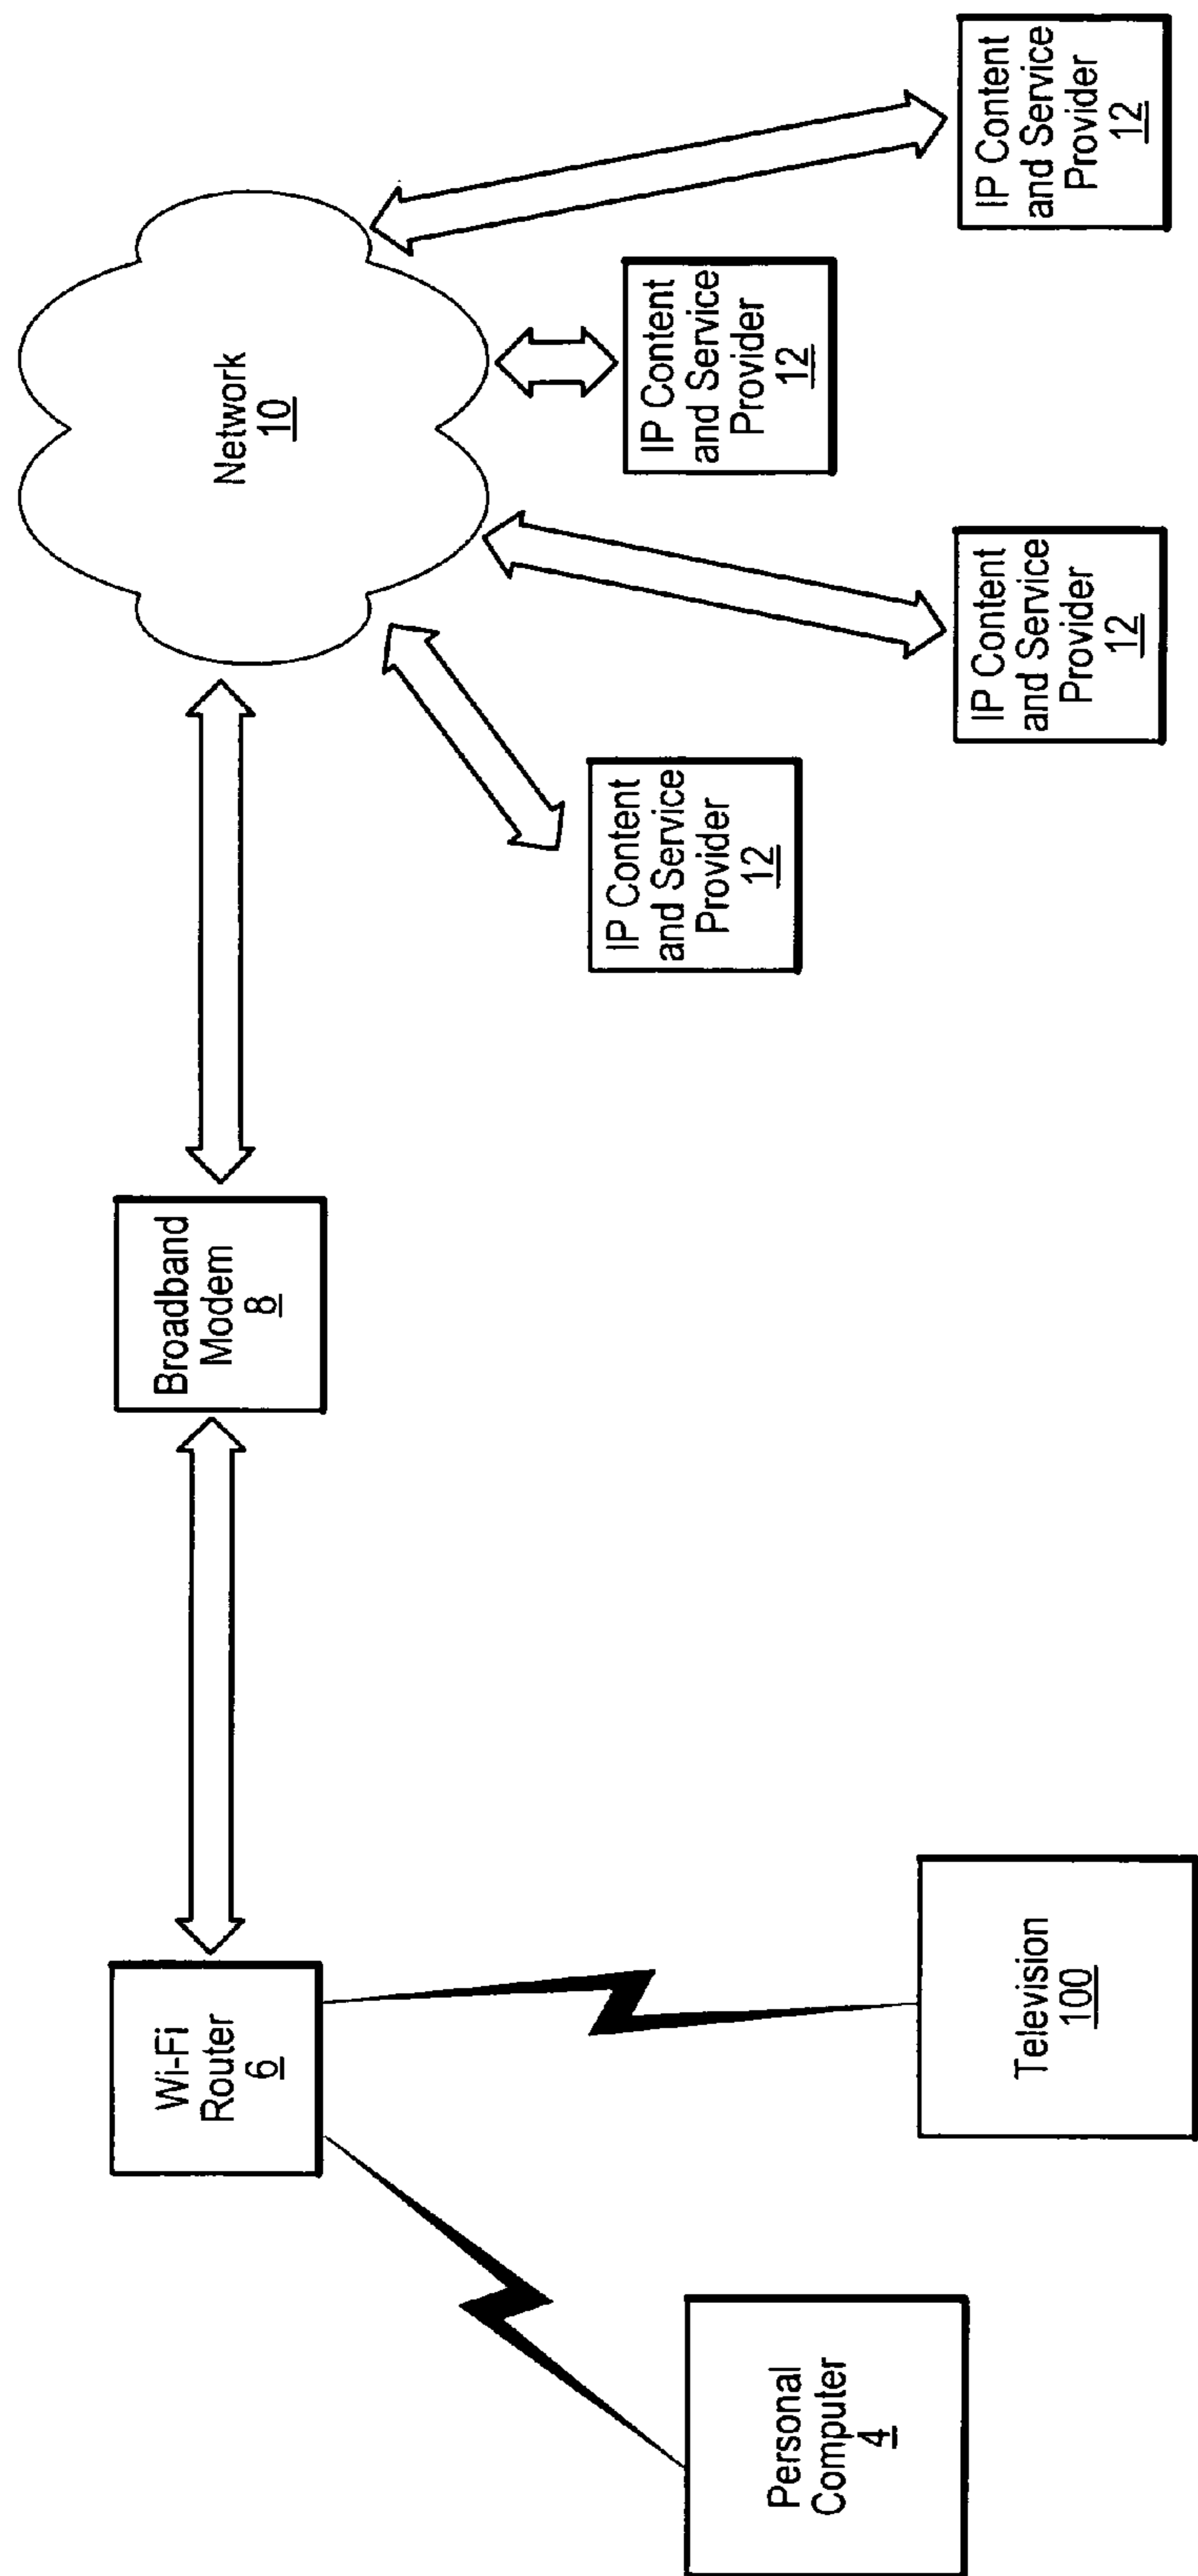 Network
10
Broadband
Modem
8
Wi-Fi
Router
6
Personal
Computer
4
Television
100
IP Content
and Service
Provider
12
IP Content
and Service
Provider
12
IP Content
and Service
Provider
12
IP Content
and Service
Provider
12